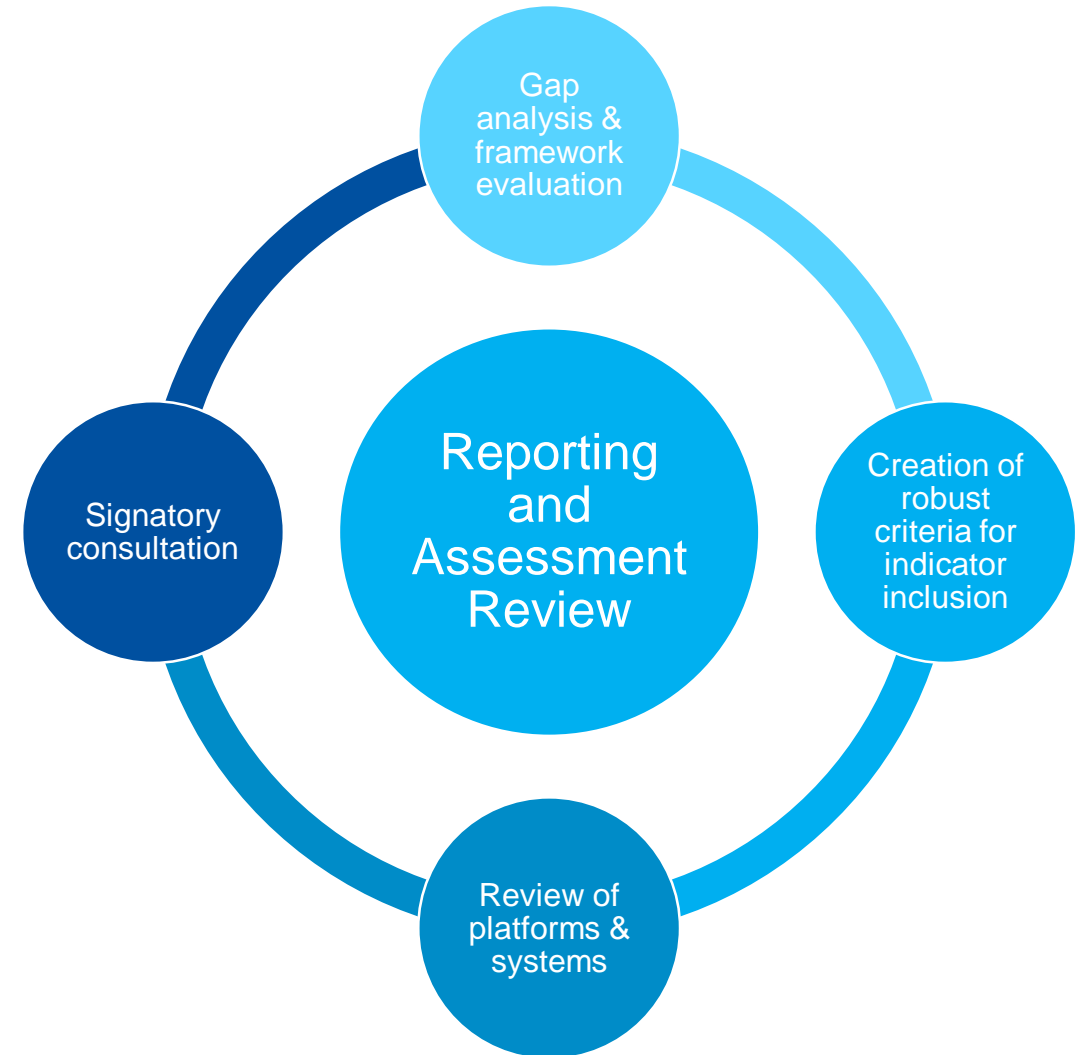 Gap
analysis &
framework
evaluation
Creation of
robust
criteria for
indicator
inclusion
Reporting
and
Assessment
Review
Signatory
consultation
Review of
platforms &
systems